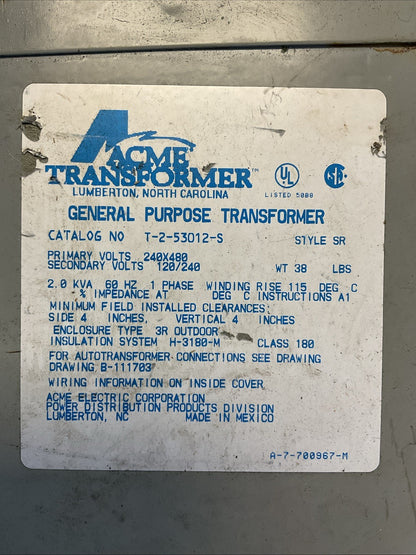 ACME
TRANSFORMER™
LUMBERTON, NORTH CAROLINA
UL
LISTED 508B
GENERAL PURPOSE TRANSFORMER
CATALOG NO T-2-53012-S STYLE SR
PRIMARY VOLTS 240X480
SECONDARY VOLTS 120/240 WT 38 LBS
2.0 KVA 60 HZ 1 PHASE WINDING RISE 115 DEG C
% IMPEDANCE AT DEG C INSTRUCTIONS A1
MINIMUM FIELD INSTALLED CLEARANCES:
SIDE 4 INCHES, VERTICAL 4 INCHES
ENCLOSURE TYPE 3R OUTDOOR
INSULATION SYSTEM H-3180-M CLASS 180
FOR AUTOTRANSFORMER CONNECTIONS SEE DRAWING
DRAWING B-111703
WIRING INFORMATION ON INSIDE COVER
ACME ELECTRIC CORPORATION
POWER DISTRIBUTION PRODUCTS DIVISION
LUMBERTON, NC MADE IN MEXICO
A-7-700967-M